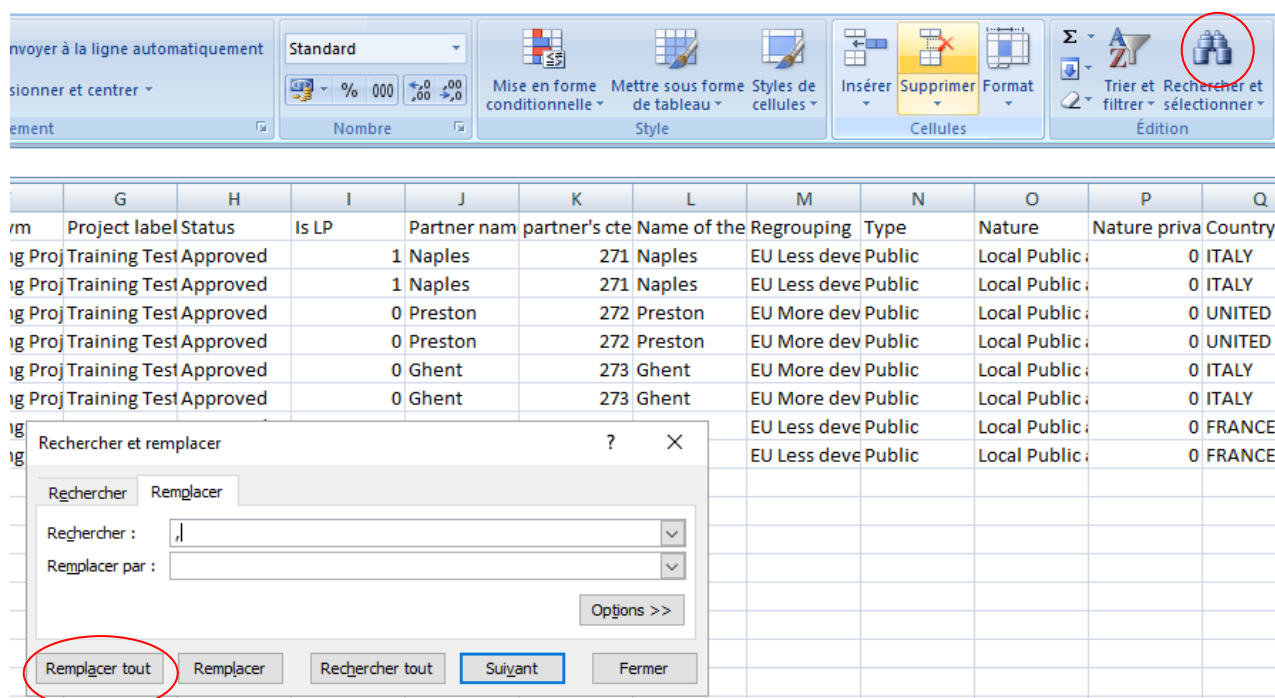 nvoyer à la ligne automatiquement
sionner et centrer
ement
Standard
% 000 ,00 ,00 ,0
Nombre
Mise en forme conditionnelle
Mettre sous forme de tableau
Styles de cellules
Style
Insérer Supprimer Format
Cellules
Σ
A Z
Trier et filtrer
Rechercher et sélectionner
Édition
G H I J K L M N O P Q
ym Project label Status Is LP Partner nam partner's cte Name of the Regrouping Type Nature Nature priva Country
ng Proj Training Test Approved 1 Naples 271 Naples EU Less deve Public Local Public a 0 ITALY
ng Proj Training Test Approved 1 Naples 271 Naples EU Less deve Public Local Public a 0 ITALY
ng Proj Training Test Approved 0 Preston 272 Preston EU More dev Public Local Public a 0 UNITED
ng Proj Training Test Approved 0 Preston 272 Preston EU More dev Public Local Public a 0 UNITED
ng Proj Training Test Approved 0 Ghent 273 Ghent EU More dev Public Local Public a 0 ITALY
ng Proj Training Test Approved 0 Ghent 273 Ghent EU More dev Public Local Public a 0 ITALY
ng EU Less deve Public Local Public a 0 FRANCE
ng EU Less deve Public Local Public a 0 FRANCE
Rechercher et remplacer ?
Rechercher Remplacer
Rechercher : ,
Remplacer par :
Options >>
Remplacer tout Remplacer Rechercher tout Suivant Fermer